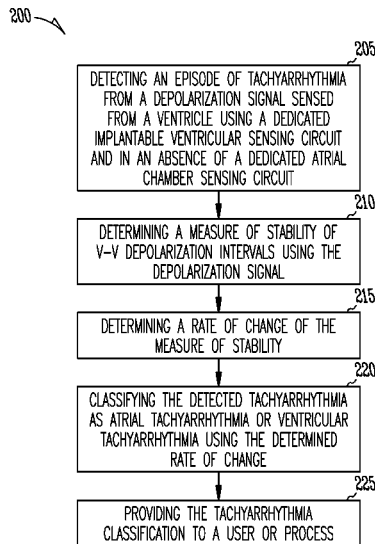 200
205
DETECTING AN EPISODE OF TACHYARRHYTHMIA
FROM A DEPOLARIZATION SIGNAL SENSED
FROM A VENTRICLE USING A DEDICATED
IMPLANTABLE VENTRICULAR SENSING CIRCUIT
AND IN AN ABSENCE OF A DEDICATED ATRIAL
CHAMBER SENSING CIRCUIT
210
DETERMINING A MEASURE OF STABILITY OF
V-V DEPOLARIZATION INTERVALS USING THE
DEPOLARIZATION SIGNAL
215
DETERMINING A RATE OF CHANGE OF THE
MEASURE OF STABILITY
220
CLASSIFYING THE DETECTED TACHYARRHYTHMIA
AS ATRIAL TACHYARRHYTHMIA OR VENTRICULAR
TACHYARRHYTHMIA USING THE DETERMINED
RATE OF CHANGE
225
PROVIDING THE TACHYARRHYTHMIA
CLASSIFICATION TO A USER OR PROCESS